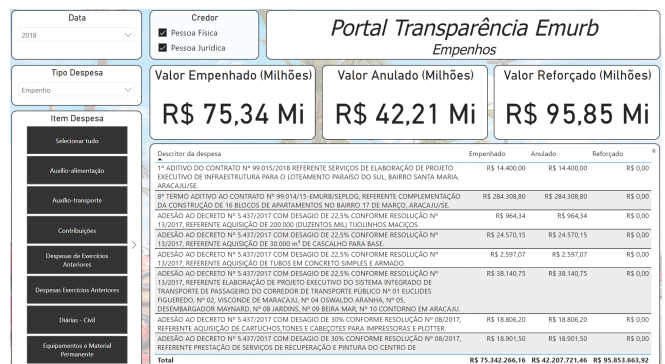 Data
2018
Credor
Pessoa Física
Pessoa Jurídica
Portal Transparência Emurb
Empenhos
Tipo Despesa
Empenho
Valor Empenhado (Milhões)
R$ 75,34 Mi
Valor Anulado (Milhões)
R$ 42,21 Mi
Valor Reforçado (Milhões)
R$ 95,85 Mi
Item Despesa
Selecionar tudo
Auxílio-alimentação
Auxílio-transporte
Contribuições
Despesas de Exercícios
Anteriores
Despesas Exercícios Anteriores
Diárias - Civil
Equipamentos e Material
Permanente
Descritor da despesa Empenhado Anulado Reforçado
1º ADITIVO DO CONTRATO Nº 99.015/2018 REFERENTE SERVIÇOS DE ELABORAÇÃO DE PROJETO R$ 14.400,00 R$ 14.400,00 R$ 0,00
EXECUTIVO DE INFRAESTRUTURA PARA O LOTEAMENTO PARAÍSO DO SUL, BAIRRO SANTA MARIA,
ARACAJU/SE.
8º TERMO ADITIVO AO CONTRATO Nº 99.014/15-EMURB/SEPLOG, REFERENTE COMPLEMENTAÇÃO R$ 284.308,80 R$ 284.308,80 R$ 0,00
DA CONSTRUÇÃO DE 16 BLOCOS DE APARTAMENTOS NO BAIRRO 17 DE MARÇO, ARACAJU/SE.
ADESÃO AO DECRETO Nº 5.437/2017 COM DESAGIO DE 22,5% CONFORME RESOLUÇÃO Nº R$ 964,34 R$ 964,34 R$ 0,00
13/2017, REFERENTE AQUISIÇÃO DE 200.000 (DUZENTOS MIL) TIJOLINHOS MACIÇOS.
ADESÃO AO DECRETO Nº 5.437/2017 COM DESAGIO DE 22,5% CONFORME RESOLUÇÃO Nº R$ 24.570,15 R$ 24.570,15 R$ 0,00
13/2017, REFERENTE AQUISIÇÃO DE 30.000 m³ DE CASCALHO PARA BASE.
ADESÃO AO DECRETO Nº 5.437/2017 COM DESAGIO DE 22,5% CONFORME RESOLUÇÃO Nº R$ 2.597,07 R$ 2.597,07 R$ 0,00
13/2017, REFERENTE AQUISIÇÃO DE TUBOS EM CONCRETO SIMPLES E ARMADO.
ADESÃO AO DECRETO Nº 5.437/2017 COM DESAGIO DE 22,5% CONFORME RESOLUÇÃO Nº R$ 38.140,75 R$ 38.140,75 R$ 0,00
13/2017, REFERENTE ELABORAÇÃO DE PROJETO EXECUTIVO DO SISTEMA INTEGRADO DE
TRANSPORTE DE PASSAGEIRO DO CORREDOR DE TRANSPORTE PÚBLICO Nº 01 EUCLIDES
FIGUEREDO, Nº 02, VISCONDE DE MARACAJU, Nº 04 OSWALDO ARANHA, Nº 05,
DESEMBARGADOR MAYNARD, Nº 08 JARDINS, Nº 09 BEIRA MAR, Nº 10 CONTORNO EM ARACAJU.
ADESÃO AO DECRETO Nº 5.437/2017 COM DESAGIO DE 30% CONFORME RESOLUÇÃO Nº 08/2017, R$ 18.806,20 R$ 18.806,20 R$ 0,00
REFERENTE AQUISIÇÃO DE CARTUCHOS,TONES E CABEÇOTES PARA IMPRESSORAS E PLOTTER.
ADESÃO AO DECRETO Nº 5.437/2017 COM DESAGIO DE 30% CONFORME RESOLUÇÃO Nº 08/2017, R$ 18.901,50 R$ 18.901,50 R$ 0,00
REFERENTE PRESTAÇÃO DE SERVIÇOS DE RECUPERAÇÃO E PINTURA DO CENTRO DE
Total R$ 75.342.266,16 R$ 42.207.721,46 R$ 95.853.663,92